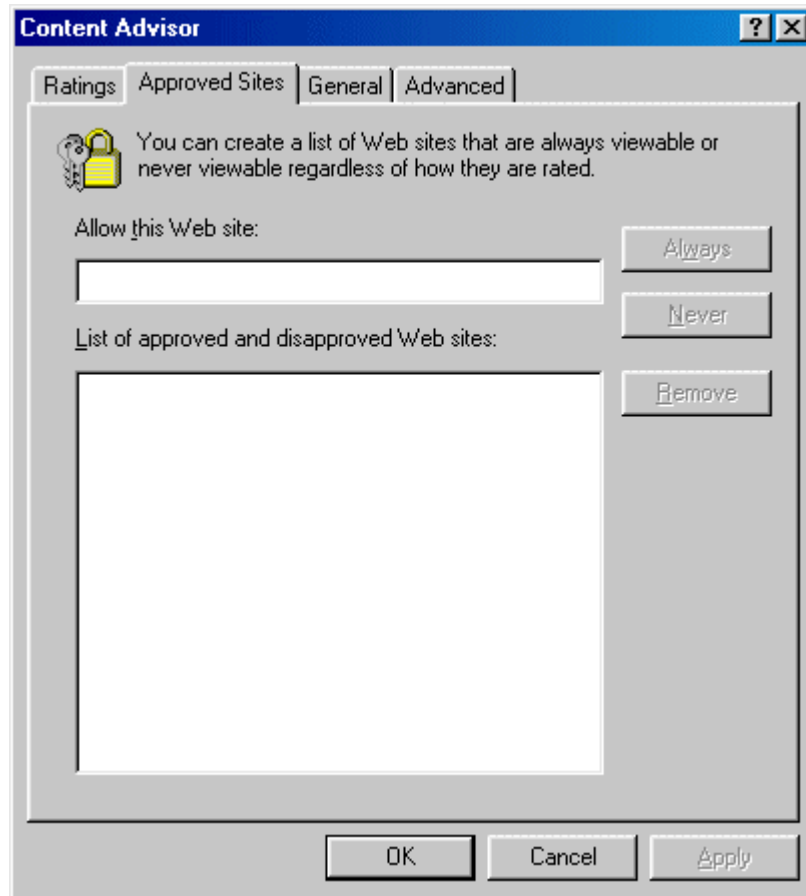 Content Advisor
Ratings Approved Sites General Advanced
You can create a list of Web sites that are always viewable or
never viewable regardless of how they are rated.
Allow this Web site:
Always
Never
List of approved and disapproved Web sites:
Remove
OK Cancel Apply